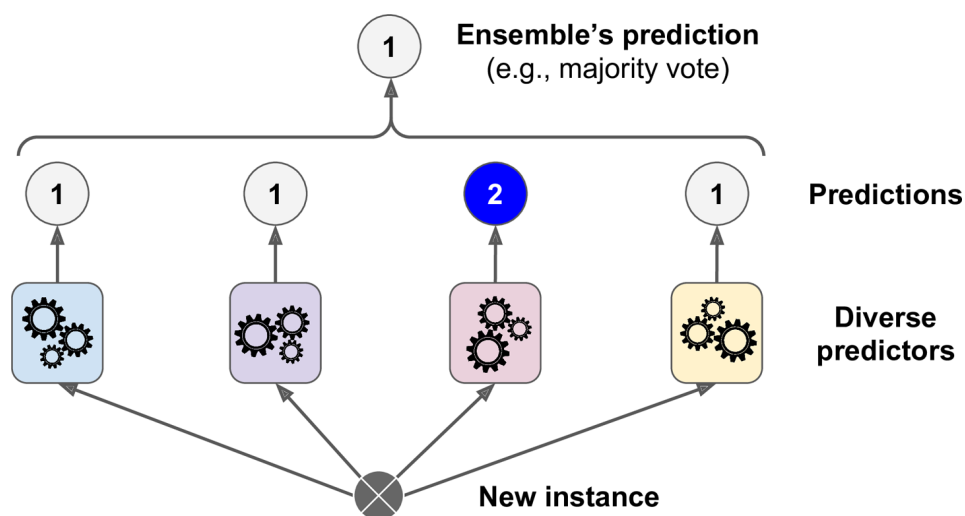 1
Ensemble’s prediction
(e.g., majority vote)
1
1
2
1
Predictions
Diverse
predictors
New instance